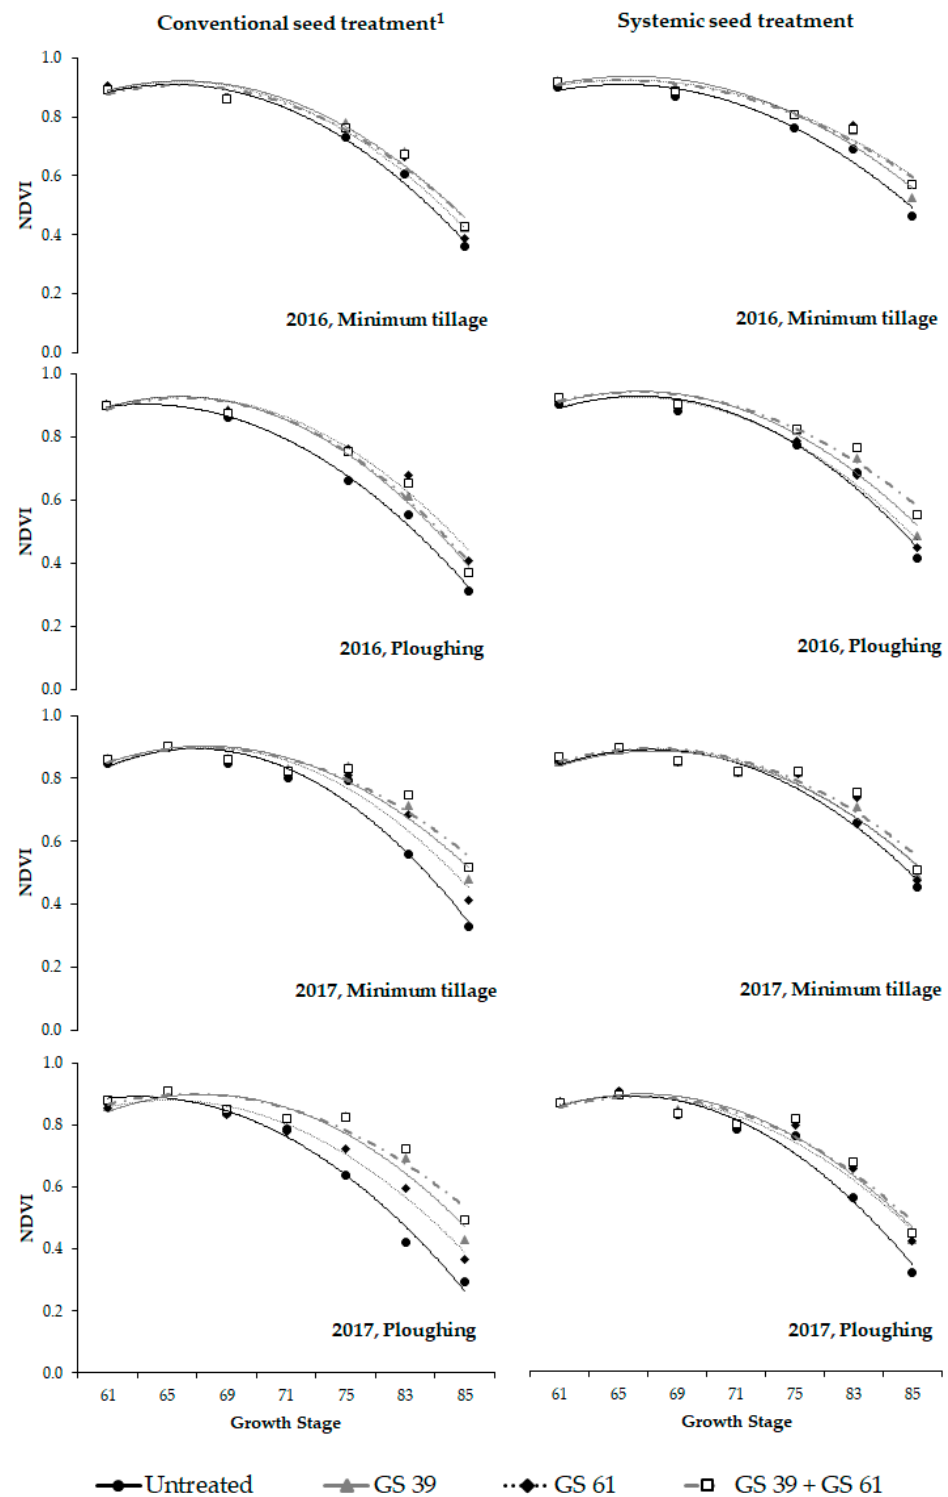 Conventional seed treatment¹ Systemic seed treatment
1.0
0.8
0.6
0.4
0.2
0.0
NDVI
2016, Minimum tillage 2016, Minimum tillage
1.0
0.8
0.6
0.4
0.2
0.0
NDVI
2016, Ploughing 2016, Ploughing
1.0
0.8
0.6
0.4
0.2
0.0
NDVI
2017, Minimum tillage 2017, Minimum tillage
1.0
0.8
0.6
0.4
0.2
0.0
NDVI
2017, Ploughing 2017, Ploughing
61 65 69 71 75 83 85 61 65 69 71 75 83 85
Growth Stage Growth Stage
Untreated GS 39 GS 61 GS 39 + GS 61